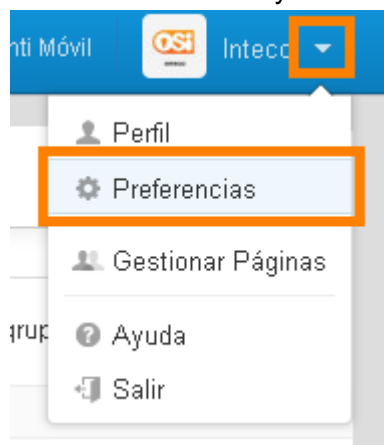 nti Móvil
OSi
Intecc
Perfil
Preferencias
Gestionar Páginas
grup
Ayuda
Salir